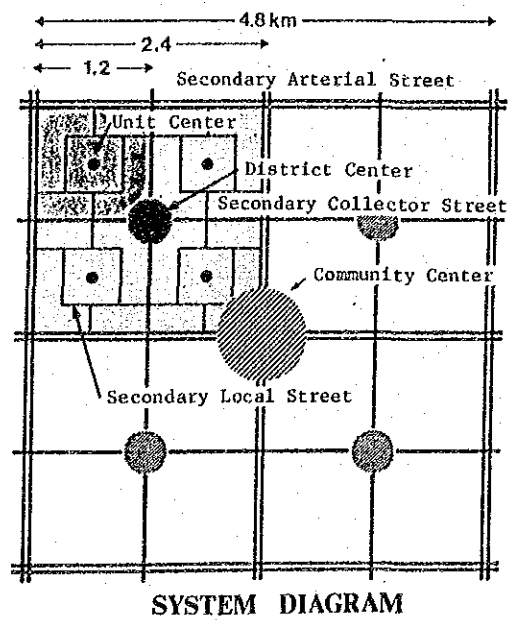 4.8 km
2.4
1.2
Secondary Arterial Street
Unit Center
District Center
Secondary Collector Street
Community Center
Secondary Local Street
SYSTEM DIAGRAM